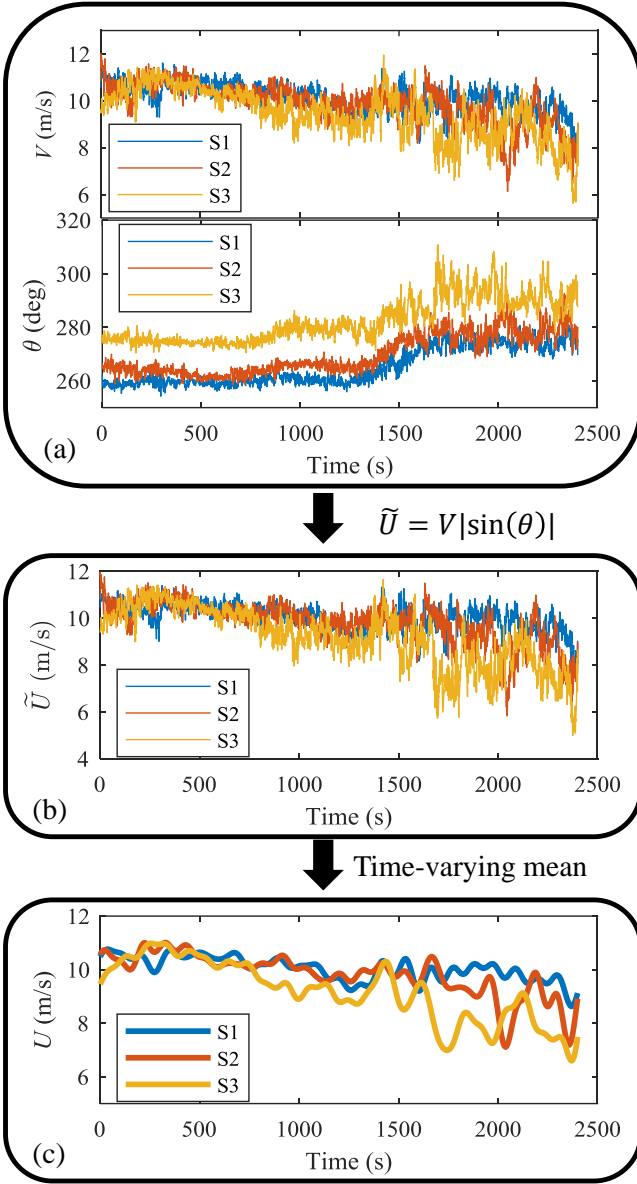 12
10
8
6
V (m/s)
S1
S2
S3
320
300
280
260
θ (deg)
S1
S2
S3
0 500 1000 1500 2000 2500
Time (s)
(a)
Ũ = V|sin(θ)|
12
10
8
6
4
Ũ (m/s)
S1
S2
S3
0 500 1000 1500 2000 2500
Time (s)
(b)
Time-varying mean
12
10
8
6
U (m/s)
S1
S2
S3
0 500 1000 1500 2000 2500
Time (s)
(c)